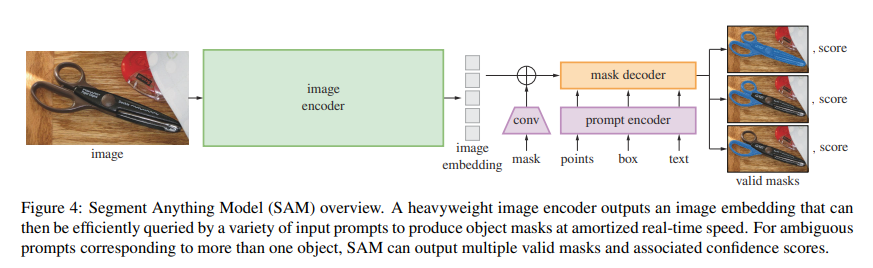 image
image
encoder
image
embedding
conv
mask
mask decoder
prompt encoder
points
box
text
, score
, score
, score
valid masks
Figure 4: Segment Anything Model (SAM) overview. A heavyweight image encoder outputs an image embedding that can
then be efficiently queried by a variety of input prompts to produce object masks at amortized real-time speed. For ambiguous
prompts corresponding to more than one object, SAM can output multiple valid masks and associated confidence scores.